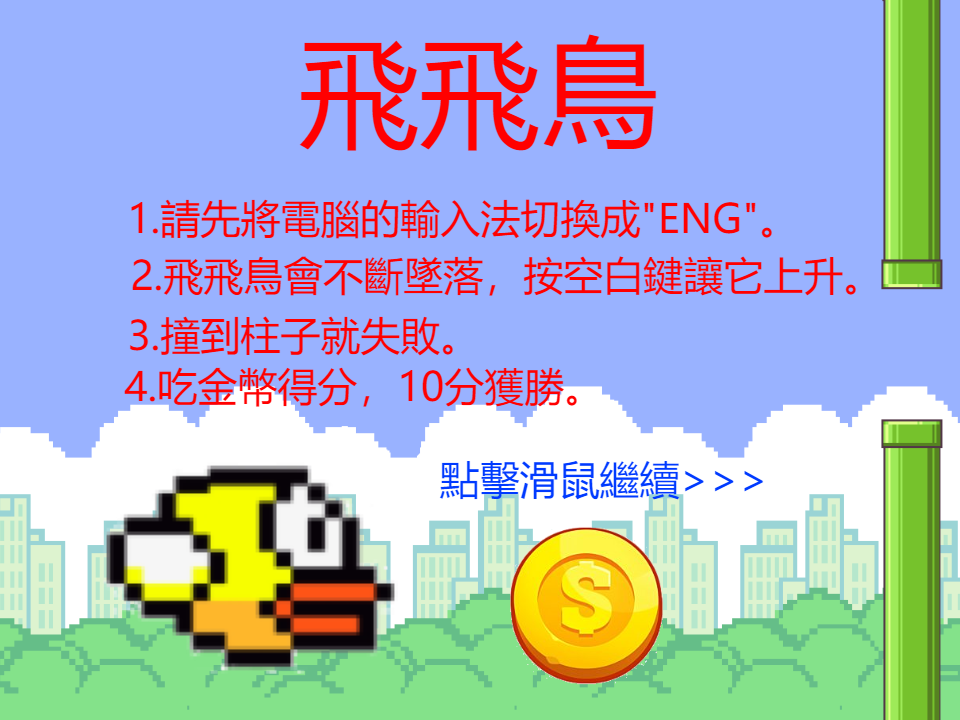 飛飛鳥
1.請先將電腦的輸入法切換成"ENG"。
2.飛飛鳥會不斷墜落，按空白鍵讓它上升。
3.撞到柱子就失敗。
4.吃金幣得分，10分獲勝。
點擊滑鼠繼續>>>
$